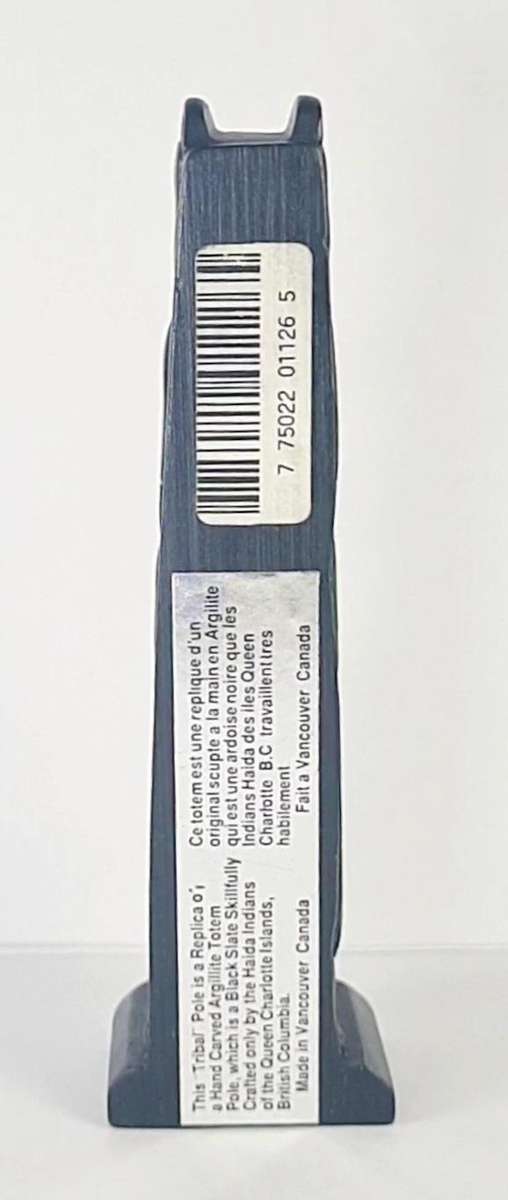 7 75022 01126 5
This "Tribal" Pole is a Replica of
a Hand Carved Argillite Totem
Pole, which is a Black Slate Skillfully
Crafted only by the Haida Indians
of the Queen Charlotte Islands,
British Columbia.
Made in Vancouver Canada
Ce totem est une replique d'un
original scupte a la main en Argilite
qui est une ardoise noire que les
Indians Haida des iles Queen
Charlotte B.C travaillent tres
habilement
Fait a Vancouver Canada